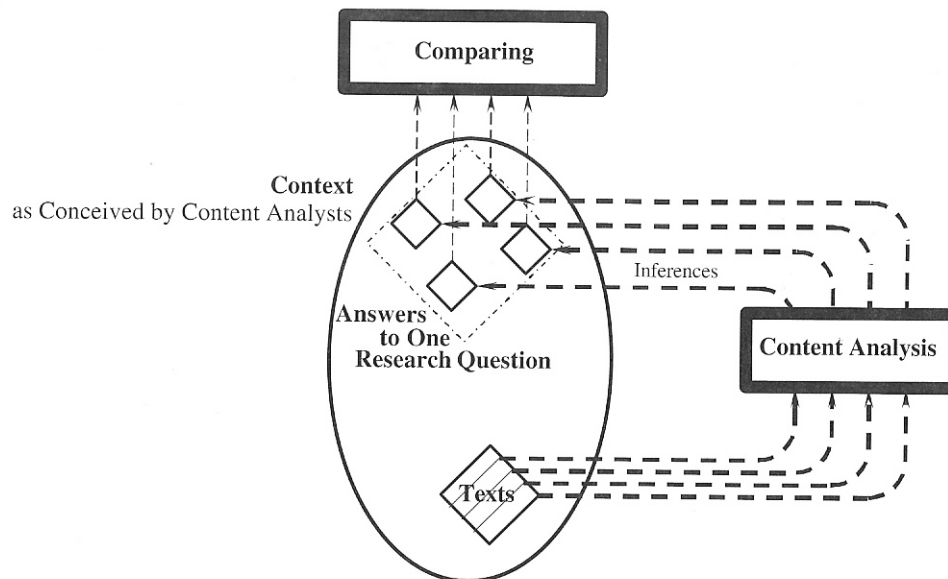 Comparing
Context
as Conceived by Content Analysts
Inferences
Answers
to One
Research Question
Content Analysis
Texts